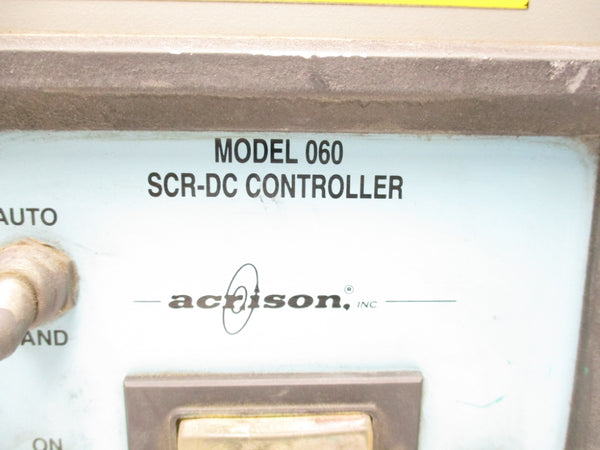 MODEL 060
SCR-DC CONTROLLER
AUTO
acrison® INC
AND
ON